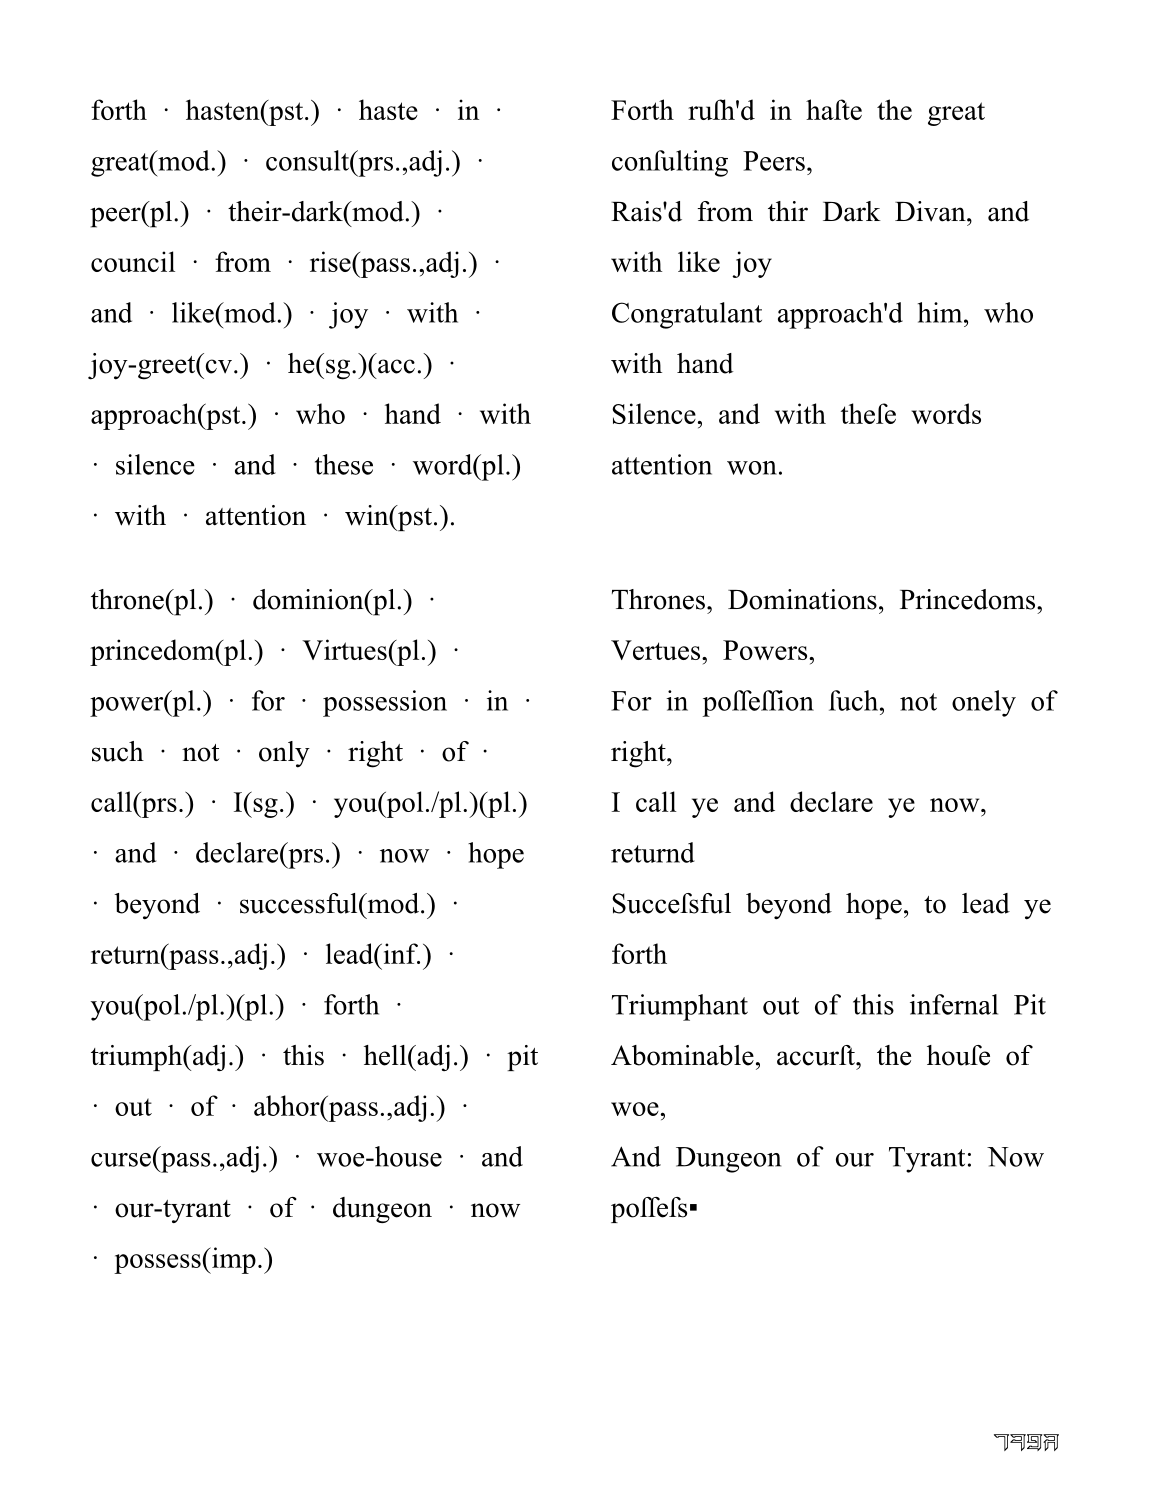 forth · hasten(pst.) · haste · in ·
great(mod.) · consult(prs.,adj.) ·
peer(pl.) · their-dark(mod.) ·
council · from · rise(pass.,adj.) ·
and · like(mod.) · joy · with ·
joy-greet(cv.) · he(sg.)(acc.) ·
approach(pst.) · who · hand · with
· silence · and · these · word(pl.)
· with · attention · win(pst.).
Forth ruſh'd in haſte the great
conſulting Peers,
Rais'd from thir Dark Divan, and
with like joy
Congratulant approach'd him, who
with hand
Silence, and with theſe words
attention won.
throne(pl.) · dominion(pl.) ·
princedom(pl.) · Virtues(pl.) ·
power(pl.) · for · possession · in ·
such · not · only · right · of ·
call(prs.) · I(sg.) · you(pol./pl.)(pl.)
· and · declare(prs.) · now · hope
· beyond · successful(mod.) ·
return(pass.,adj.) · lead(inf.) ·
you(pol./pl.)(pl.) · forth ·
triumph(adj.) · this · hell(adj.) · pit
· out · of · abhor(pass.,adj.) ·
curse(pass.,adj.) · woe-house · and
· our-tyrant · of · dungeon · now
· possess(imp.)
Thrones, Dominations, Princedoms,
Vertues, Powers,
For in poſſeſſion ſuch, not onely of
right,
I call ye and declare ye now,
returnd
Succeſsful beyond hope, to lead ye
forth
Triumphant out of this infernal Pit
Abominable, accurſt, the houſe of
woe,
And Dungeon of our Tyrant: Now
poſſeſs▪